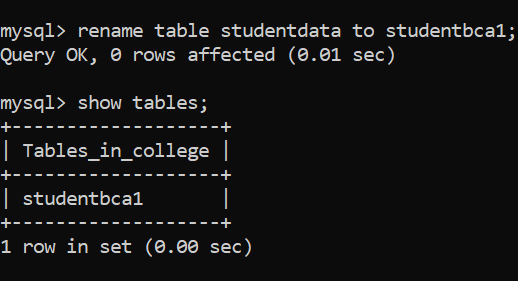 mysql> rename table studentdata to studentbca1;
Query OK, 0 rows affected (0.01 sec)
mysql> show tables;
+-------------------+
| Tables_in_college |
+-------------------+
| studentbca1       |
+-------------------+
1 row in set (0.00 sec)